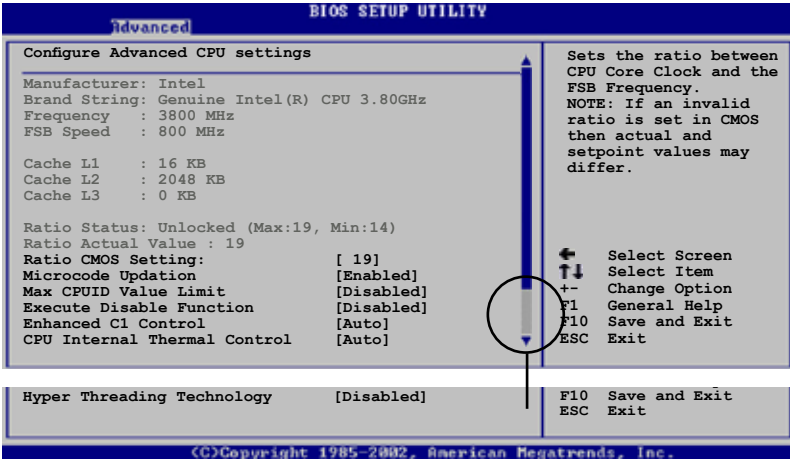 BIOS SETUP UTILITY
Advanced
Configure Advanced CPU settings
Manufacturer: Intel
Brand String: Genuine Intel(R) CPU 3.80GHz
Frequency : 3800 MHz
FSB Speed : 800 MHz
Cache L1 : 16 KB
Cache L2 : 2048 KB
Cache L3 : 0 KB
Ratio Status: Unlocked (Max:19, Min:14)
Ratio Actual Value : 19
Ratio CMOS Setting: [ 19]
Microcode Updation [Enabled]
Max CPUID Value Limit [Disabled]
Execute Disable Function [Disabled]
Enhanced C1 Control [Auto]
CPU Internal Thermal Control [Auto]
Sets the ratio between
CPU Core Clock and the
FSB Frequency.
NOTE: If an invalid
ratio is set in CMOS
then actual and
setpoint values may
differ.
Select Screen
Select Item
+- Change Option
F1 General Help
F10 Save and Exit
ESC Exit
Hyper Threading Technology [Disabled]
F10 Save and Exit
ESC Exit
(C)Copyright 1985-2002, American Megatrends, Inc.